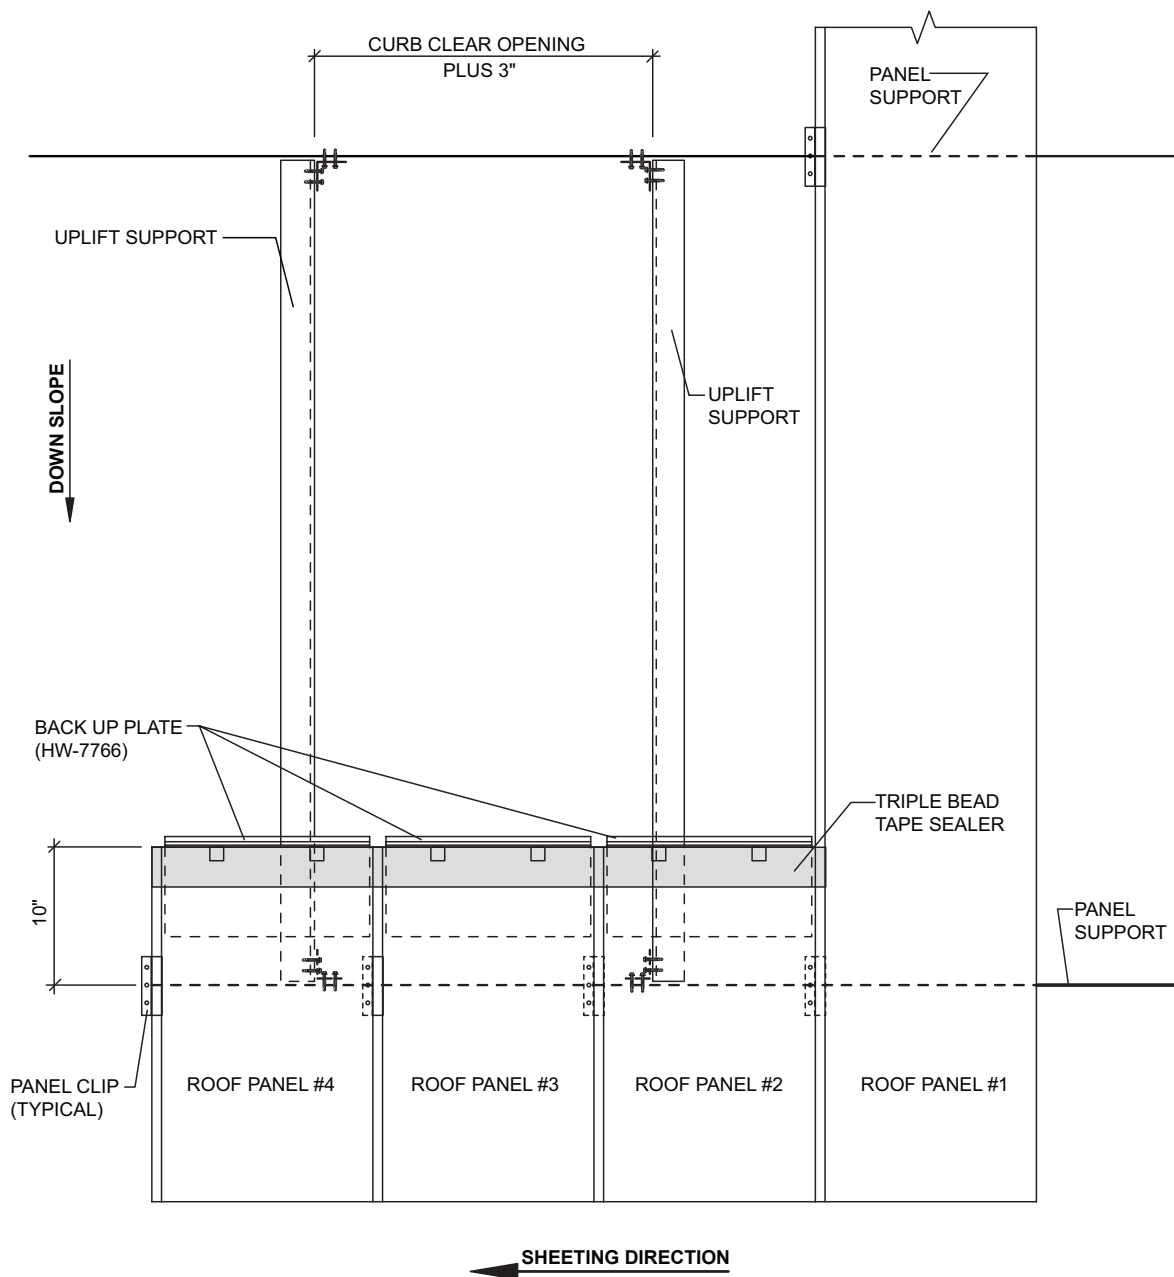 CURB CLEAR OPENING
PLUS 3"
PANEL
SUPPORT
UPLIFT SUPPORT
DOWN SLOPE
UPLIFT
SUPPORT
BACK UP PLATE
(HW-7766)
TRIPLE BEAD
TAPE SEALER
10"
PANEL
SUPPORT
PANEL CLIP
(TYPICAL)
ROOF PANEL #4
ROOF PANEL #3
ROOF PANEL #2
ROOF PANEL #1
SHEETING DIRECTION